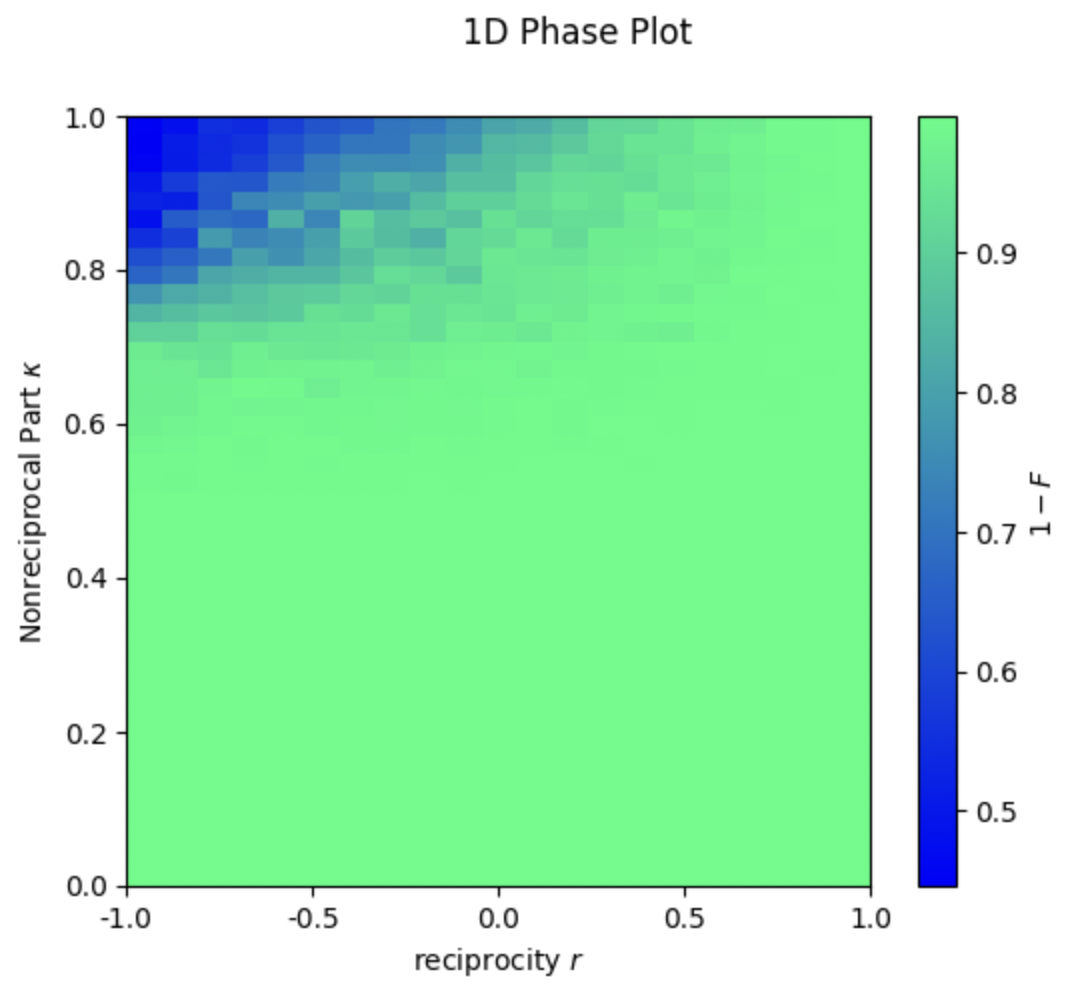 1D Phase Plot
Nonreciprocal Part κ
1.0
0.8
0.6
0.4
0.2
0.0
-1.0 -0.5 0.0 0.5 1.0
reciprocity r
0.9
0.8
0.7
0.6
0.5
1 − F